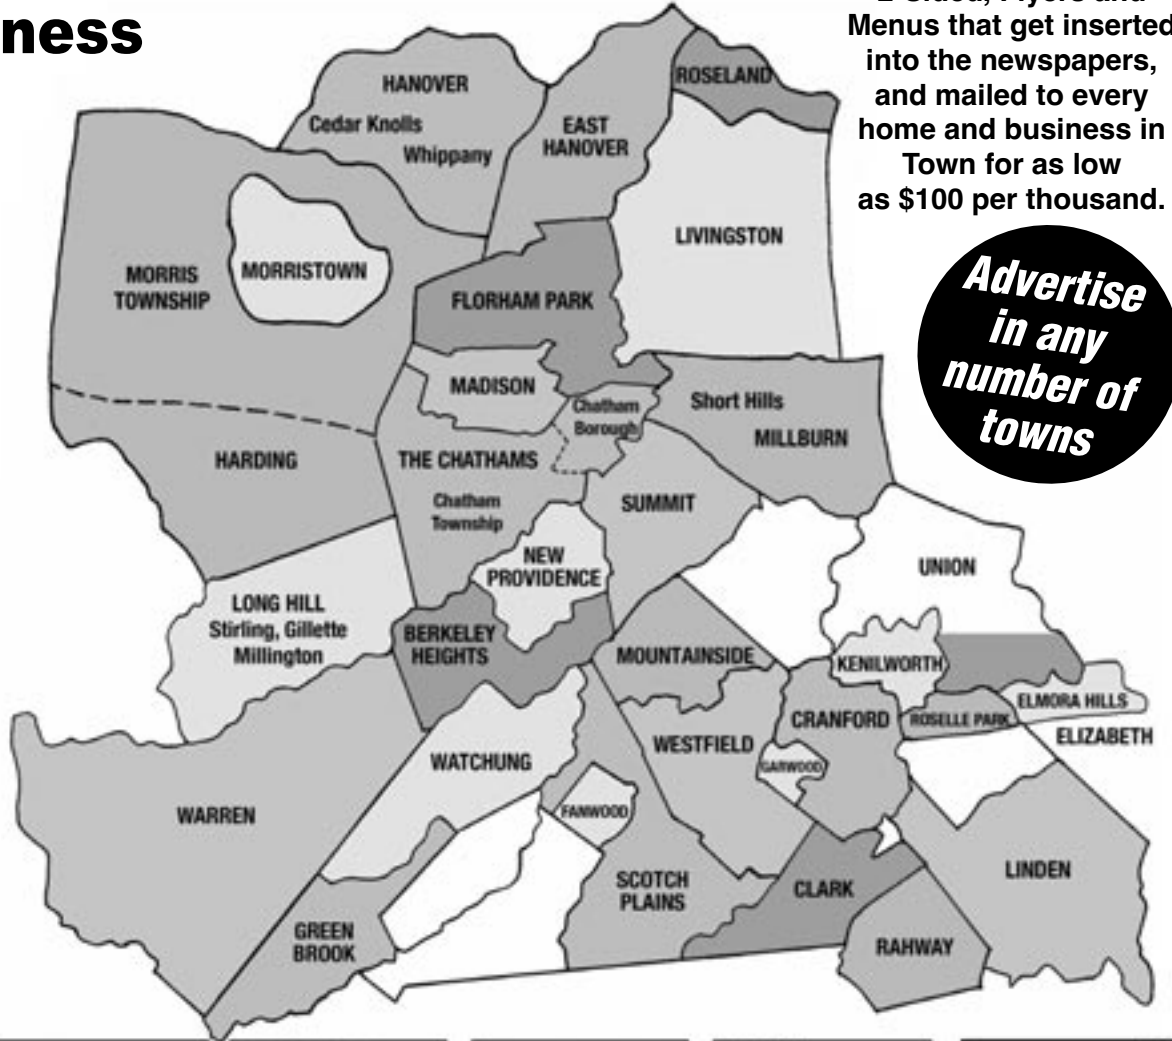 ness
Menus that get inserted
into the newspapers,
and mailed to every
home and business in
Town for as low
as $100 per thousand.
Advertise
in any
number of
towns
HANOVER
Cedar Knolls
Whippany
EAST
HANOVER
ROSELAND
LIVINGSTON
MORRIS
TOWNSHIP
MORRISTOWN
FLORHAM PARK
MADISON
Chatham
Borough
Short Hills
MILLBURN
HARDING
THE CHATHAMS
Chatham
Township
SUMMIT
NEW
PROVIDENCE
UNION
LONG HILL
Stirling, Gillette
Millington
BERKELEY
HEIGHTS
MOUNTAINSIDE
KENILWORTH
ELMORA HILLS
ROSELLE PARK
ELIZABETH
CRANFORD
WESTFIELD
GARWOOD
WATCHUNG
WARREN
FANWOOD
SCOTCH
PLAINS
CLARK
LINDEN
GREEN
BROOK
RAHWAY